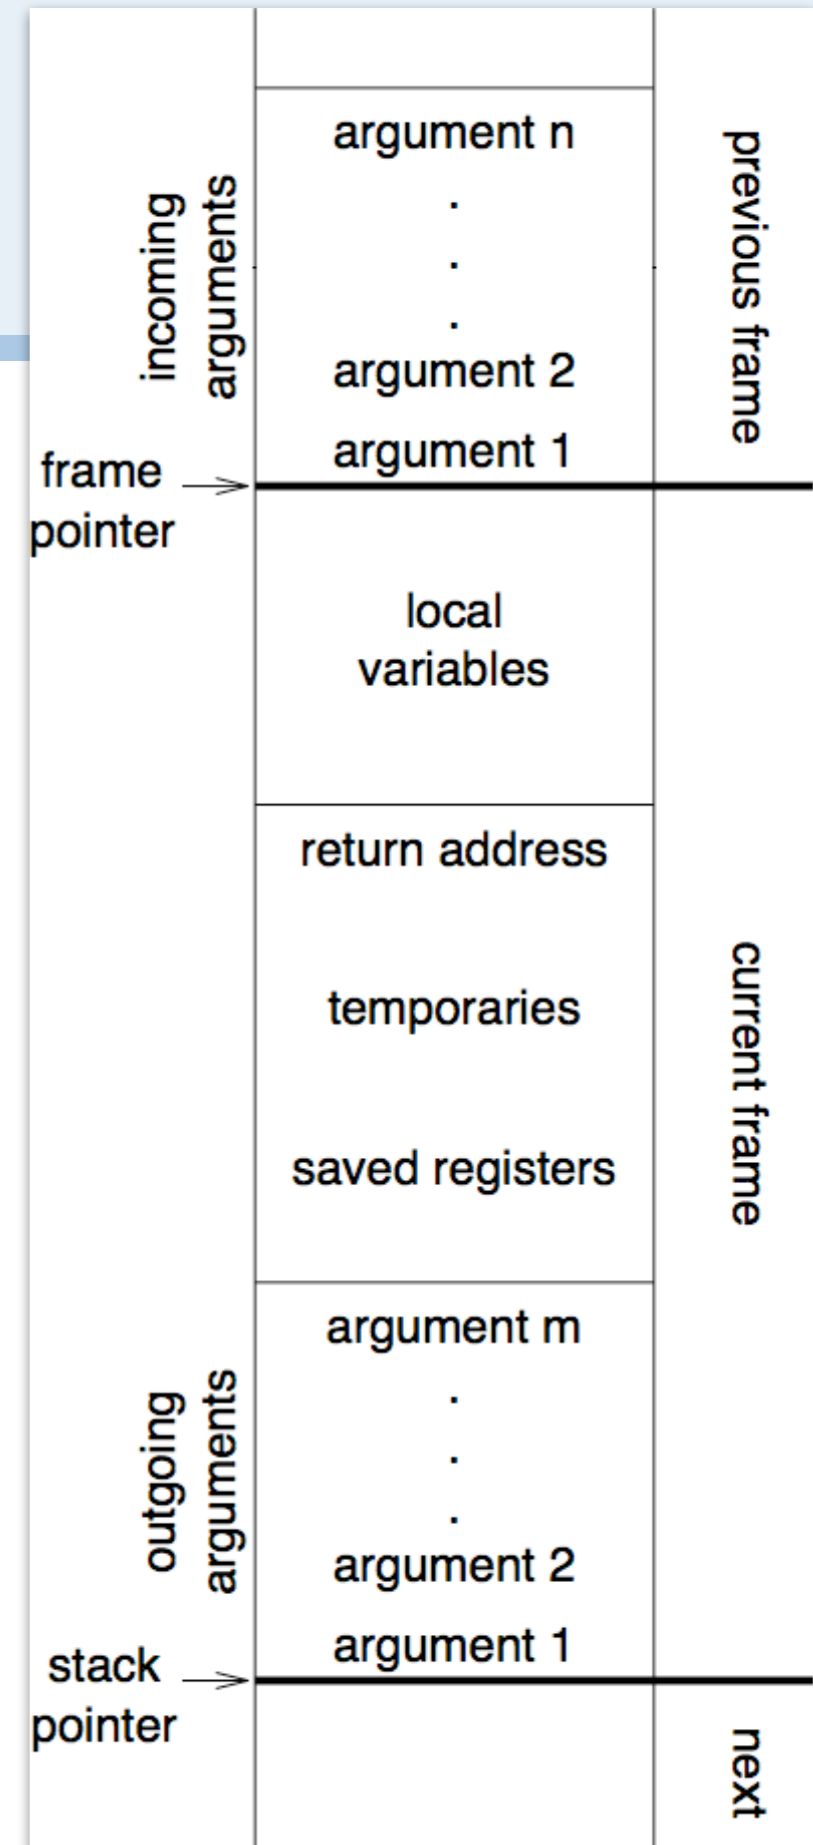 argument n
.
.
.
argument 2
argument 1
incoming
arguments
previous frame
frame
pointer
local
variables
return address
temporaries
saved registers
current frame
argument m
.
.
.
argument 2
argument 1
outgoing
arguments
stack
pointer
next